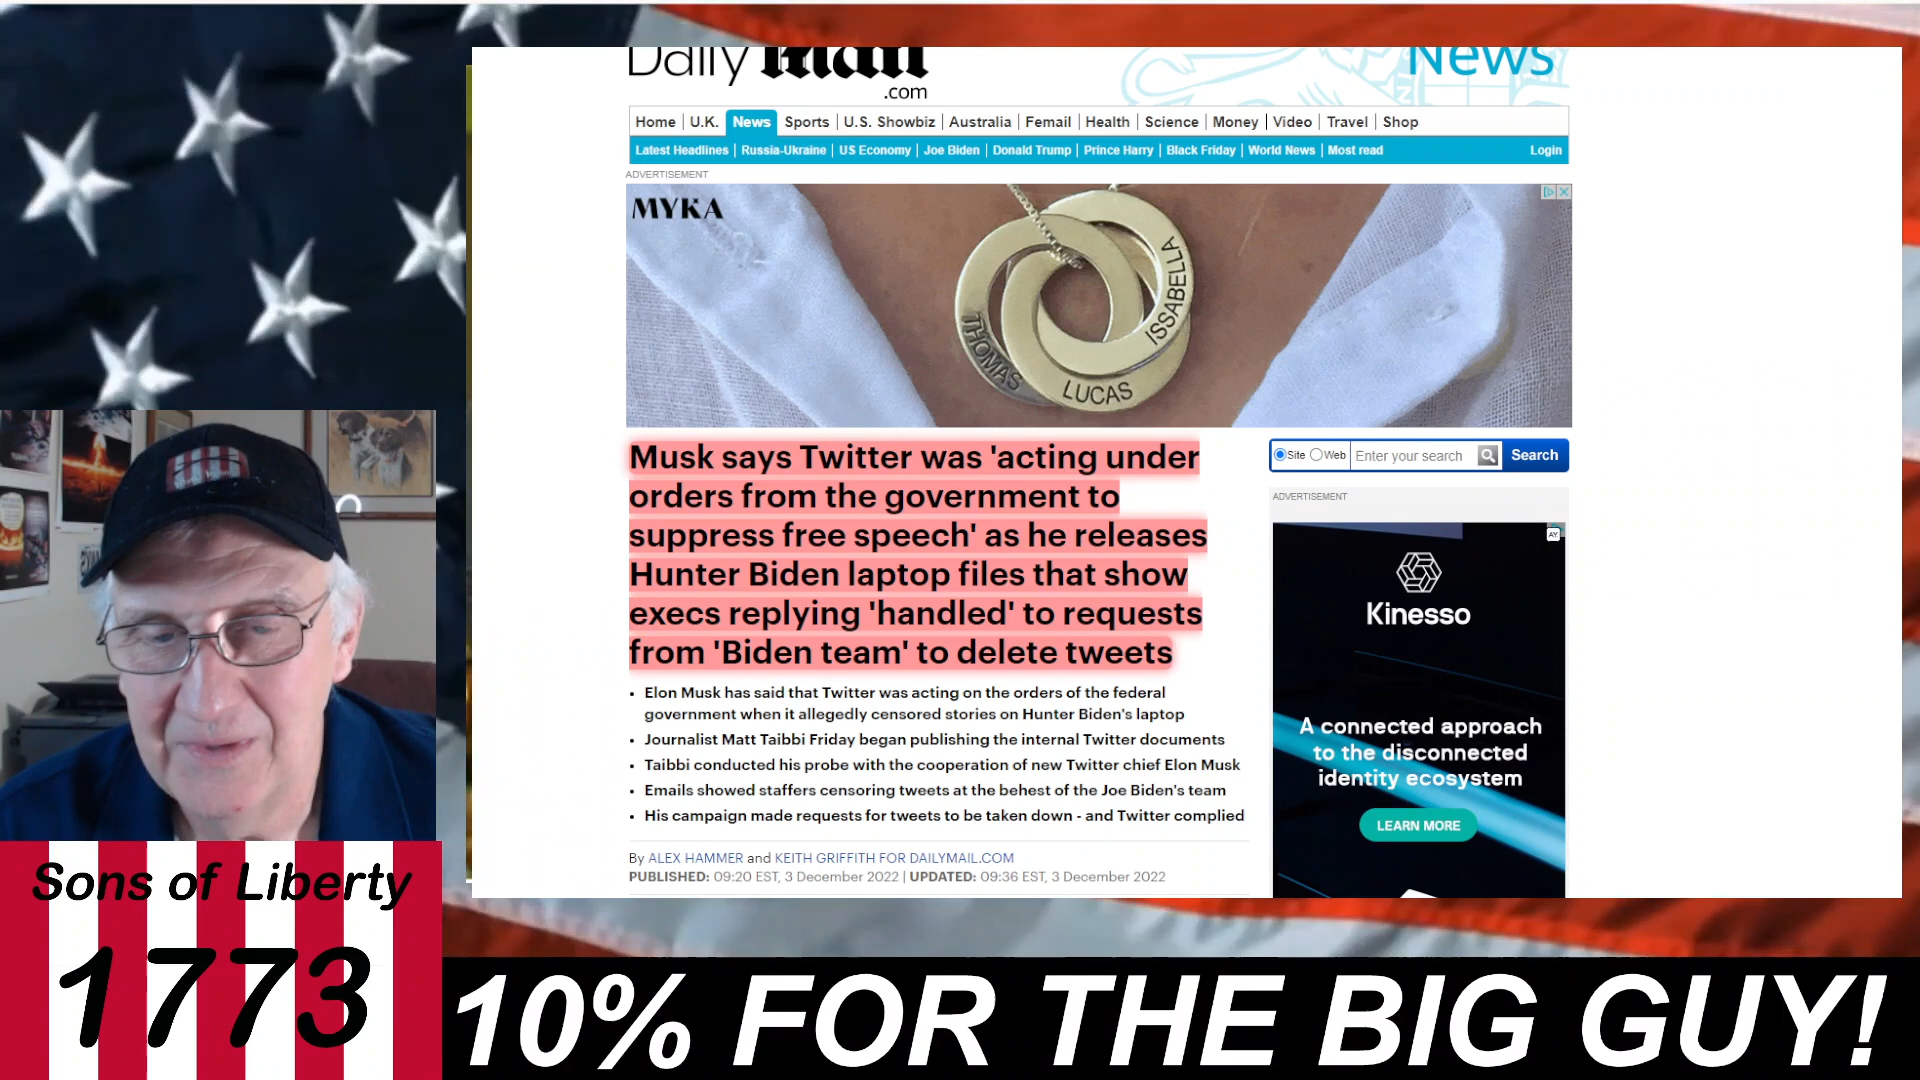 Daily Mail
.com
News
Home | U.K. News Sports | U.S. Showbiz | Australia | Femail | Health | Science | Money | Video | Travel | Shop
Latest Headlines | Russia-Ukraine | US Economy | Joe Biden | Donald Trump | Prince Harry | Black Friday | World News | Most read Login
ADVERTISEMENT
MYKA
THOMAS
LUCAS
ISSABELLA
Musk says Twitter was 'acting under
orders from the government to
suppress free speech' as he releases
Hunter Biden laptop files that show
execs replying 'handled' to requests
from 'Biden team' to delete tweets
• Elon Musk has said that Twitter was acting on the orders of the federal
government when it allegedly censored stories on Hunter Biden's laptop
• Journalist Matt Taibbi Friday began publishing the internal Twitter documents
• Taibbi conducted his probe with the cooperation of new Twitter chief Elon Musk
• Emails showed staffers censoring tweets at the behest of the Joe Biden's team
• His campaign made requests for tweets to be taken down - and Twitter complied
By ALEX HAMMER and KEITH GRIFFITH FOR DAILYMAIL.COM
PUBLISHED: 09:20 EST, 3 December 2022 | UPDATED: 09:36 EST, 3 December 2022
Site Web Enter your search Search
ADVERTISEMENT
AY
Kinesso
A connected approach
to the disconnected
identity ecosystem
LEARN MORE
Sons of Liberty
1773
10% FOR THE BIG GUY!